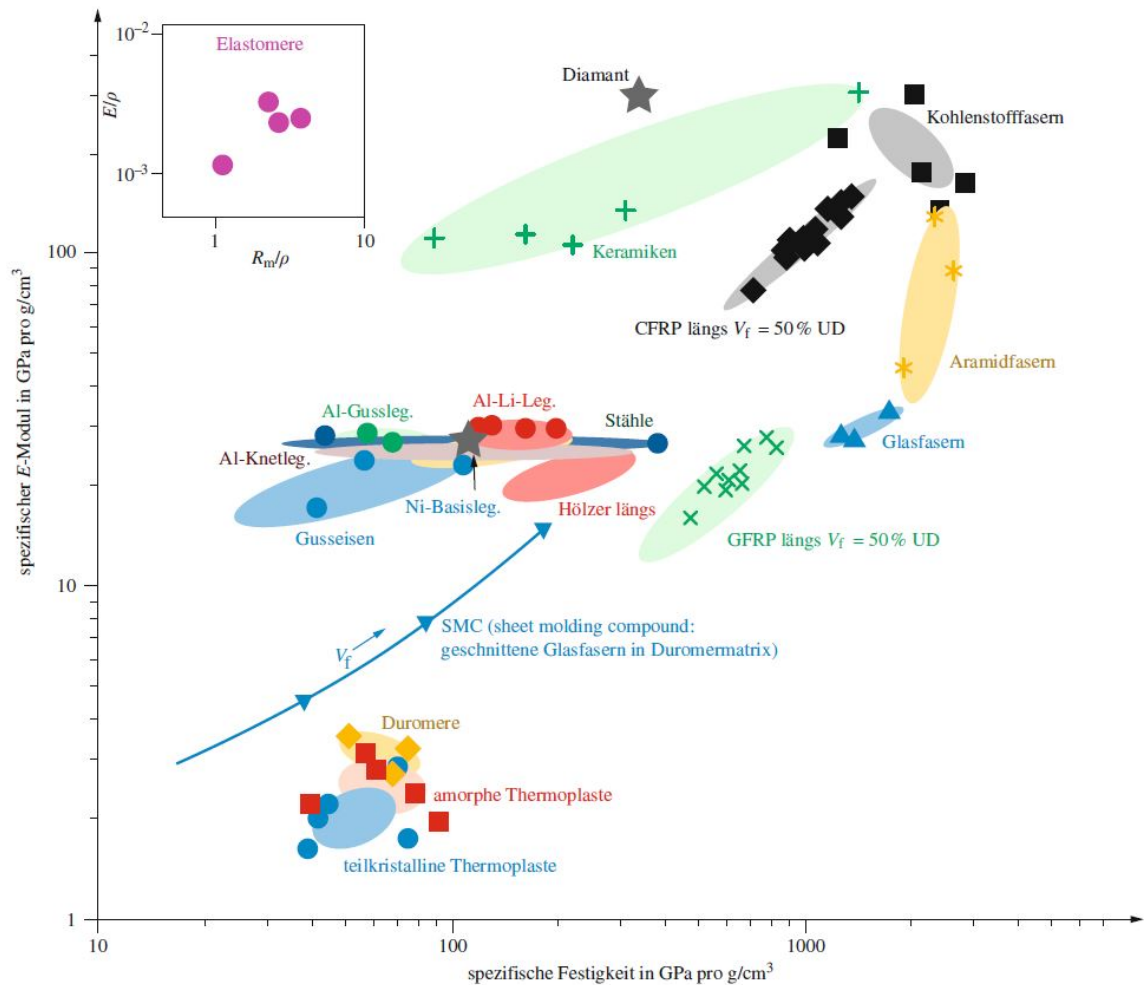 10⁻²
Elastomere
E/ρ
10⁻³
1
10
Rₘ/ρ
Diamant
Kohlenstofffasern
Keramiken
100
CFRP längs V_f = 50 % UD
Aramidfasern
spezifischer E-Modul in GPa pro g/cm³
Al-Li-Leg.
Al-Gussleg.
Stähle
Glasfasern
Al-Knetleg.
Ni-Basisleg.
Hölzer längs
Gusseisen
GFRP längs V_f = 50 % UD
10
SMC (sheet molding compound:
geschnittene Glasfasern in Duromermatrix)
V_f
Duromere
amorphe Thermoplaste
teilkristalline Thermoplaste
1
10
100
1000
spezifische Festigkeit in GPa pro g/cm³